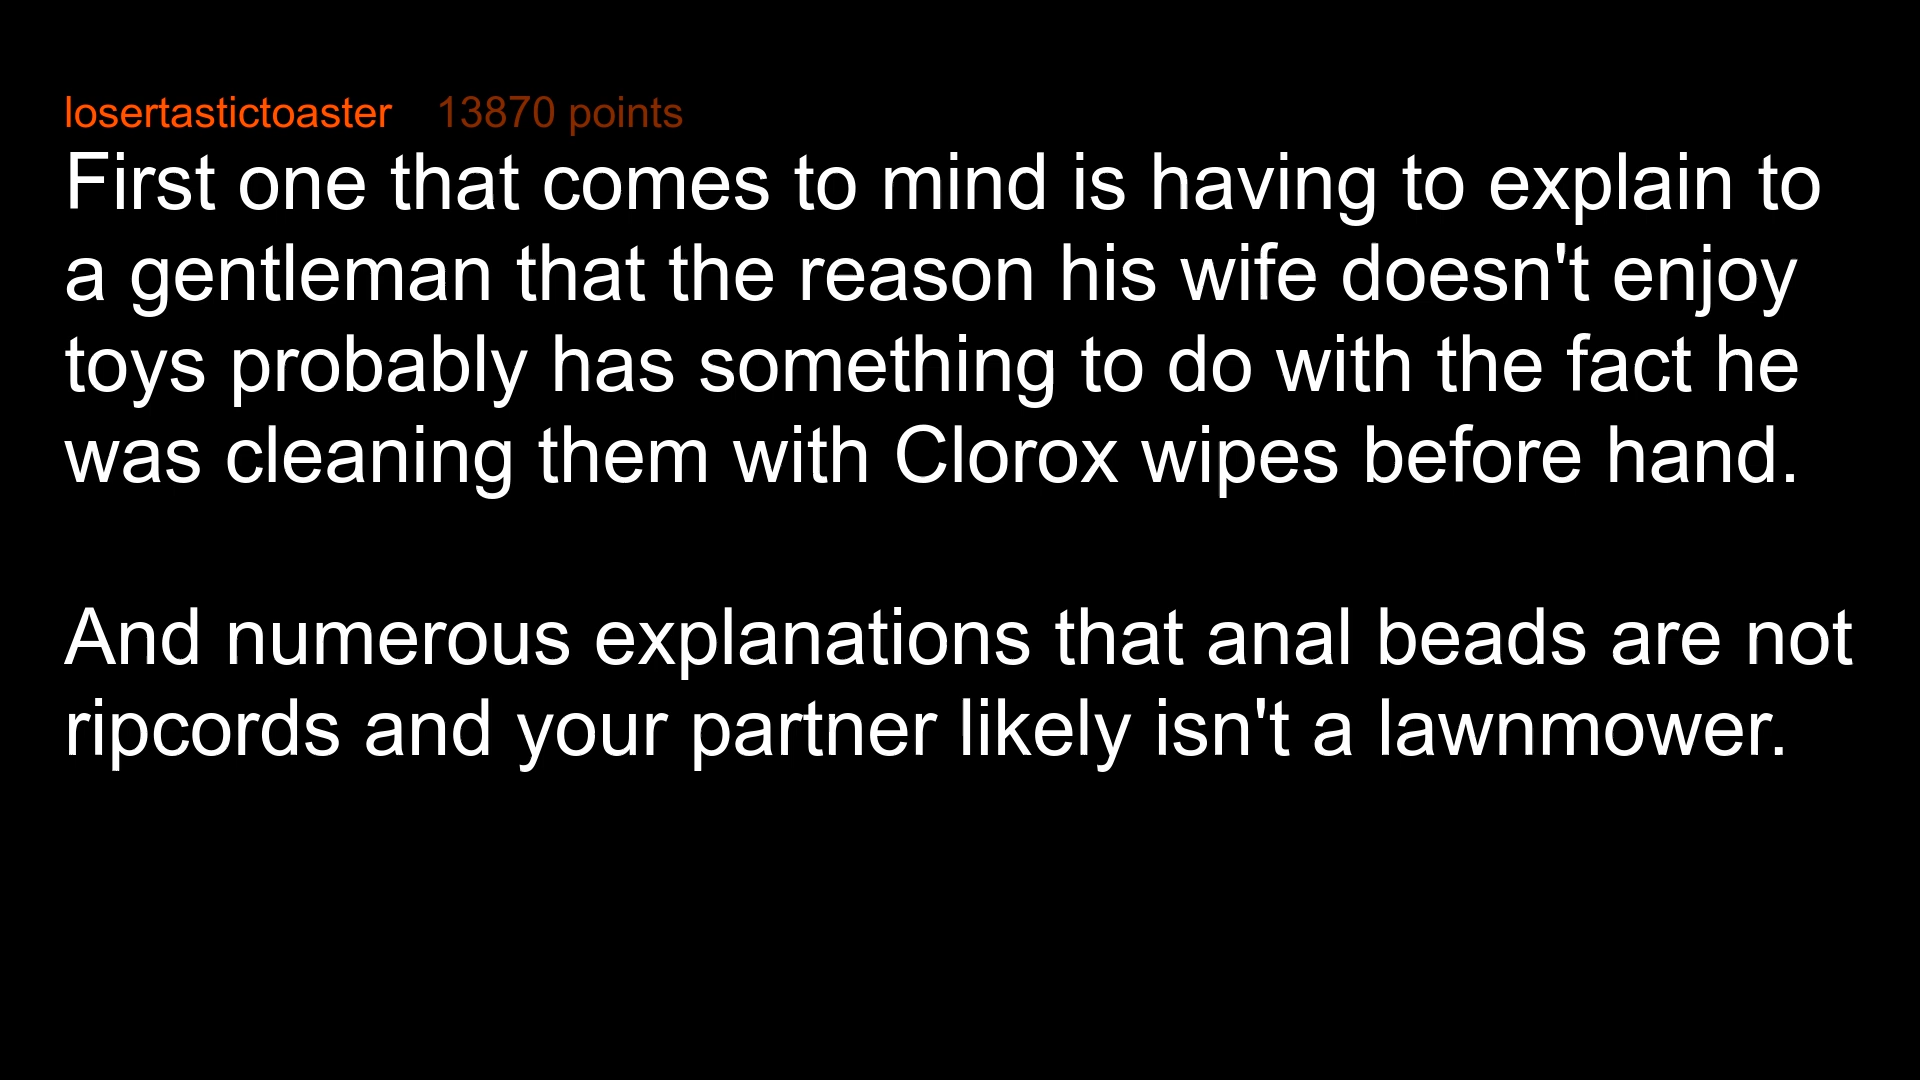 losertastictoaster 13870 points
First one that comes to mind is having to explain to
a gentleman that the reason his wife doesn't enjoy
toys probably has something to do with the fact he
was cleaning them with Clorox wipes before hand.
And numerous explanations that anal beads are not
ripcords and your partner likely isn't a lawnmower.